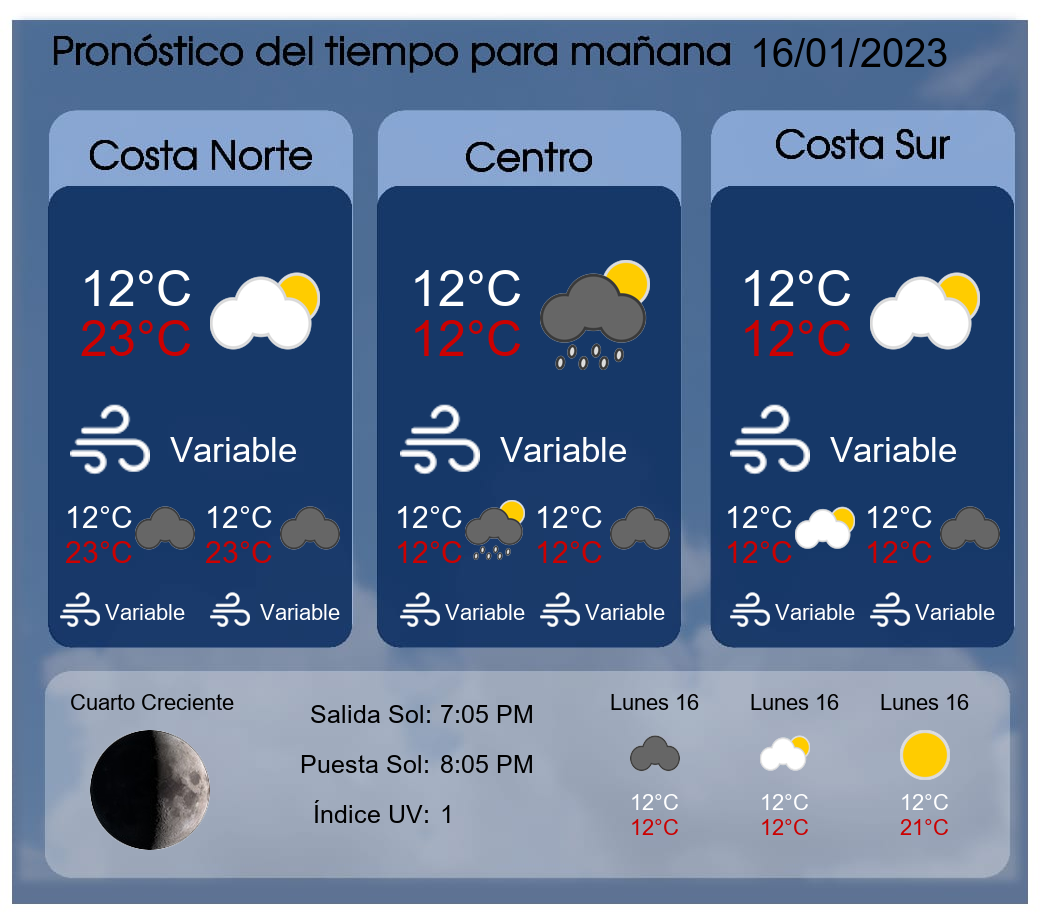 Pronóstico del tiempo para mañana 16/01/2023
Costa Norte
12°C
23°C
Variable
12°C 12°C
23°C 23°C
Variable Variable
Centro
12°C
12°C
Variable
12°C 12°C
12°C 12°C
Variable Variable
Costa Sur
12°C
12°C
Variable
12°C 12°C
12°C 12°C
Variable Variable
Cuarto Creciente
Salida Sol: 7:05 PM
Puesta Sol: 8:05 PM
Índice UV: 1
Lunes 16 Lunes 16 Lunes 16
12°C 12°C 12°C
12°C 12°C 21°C